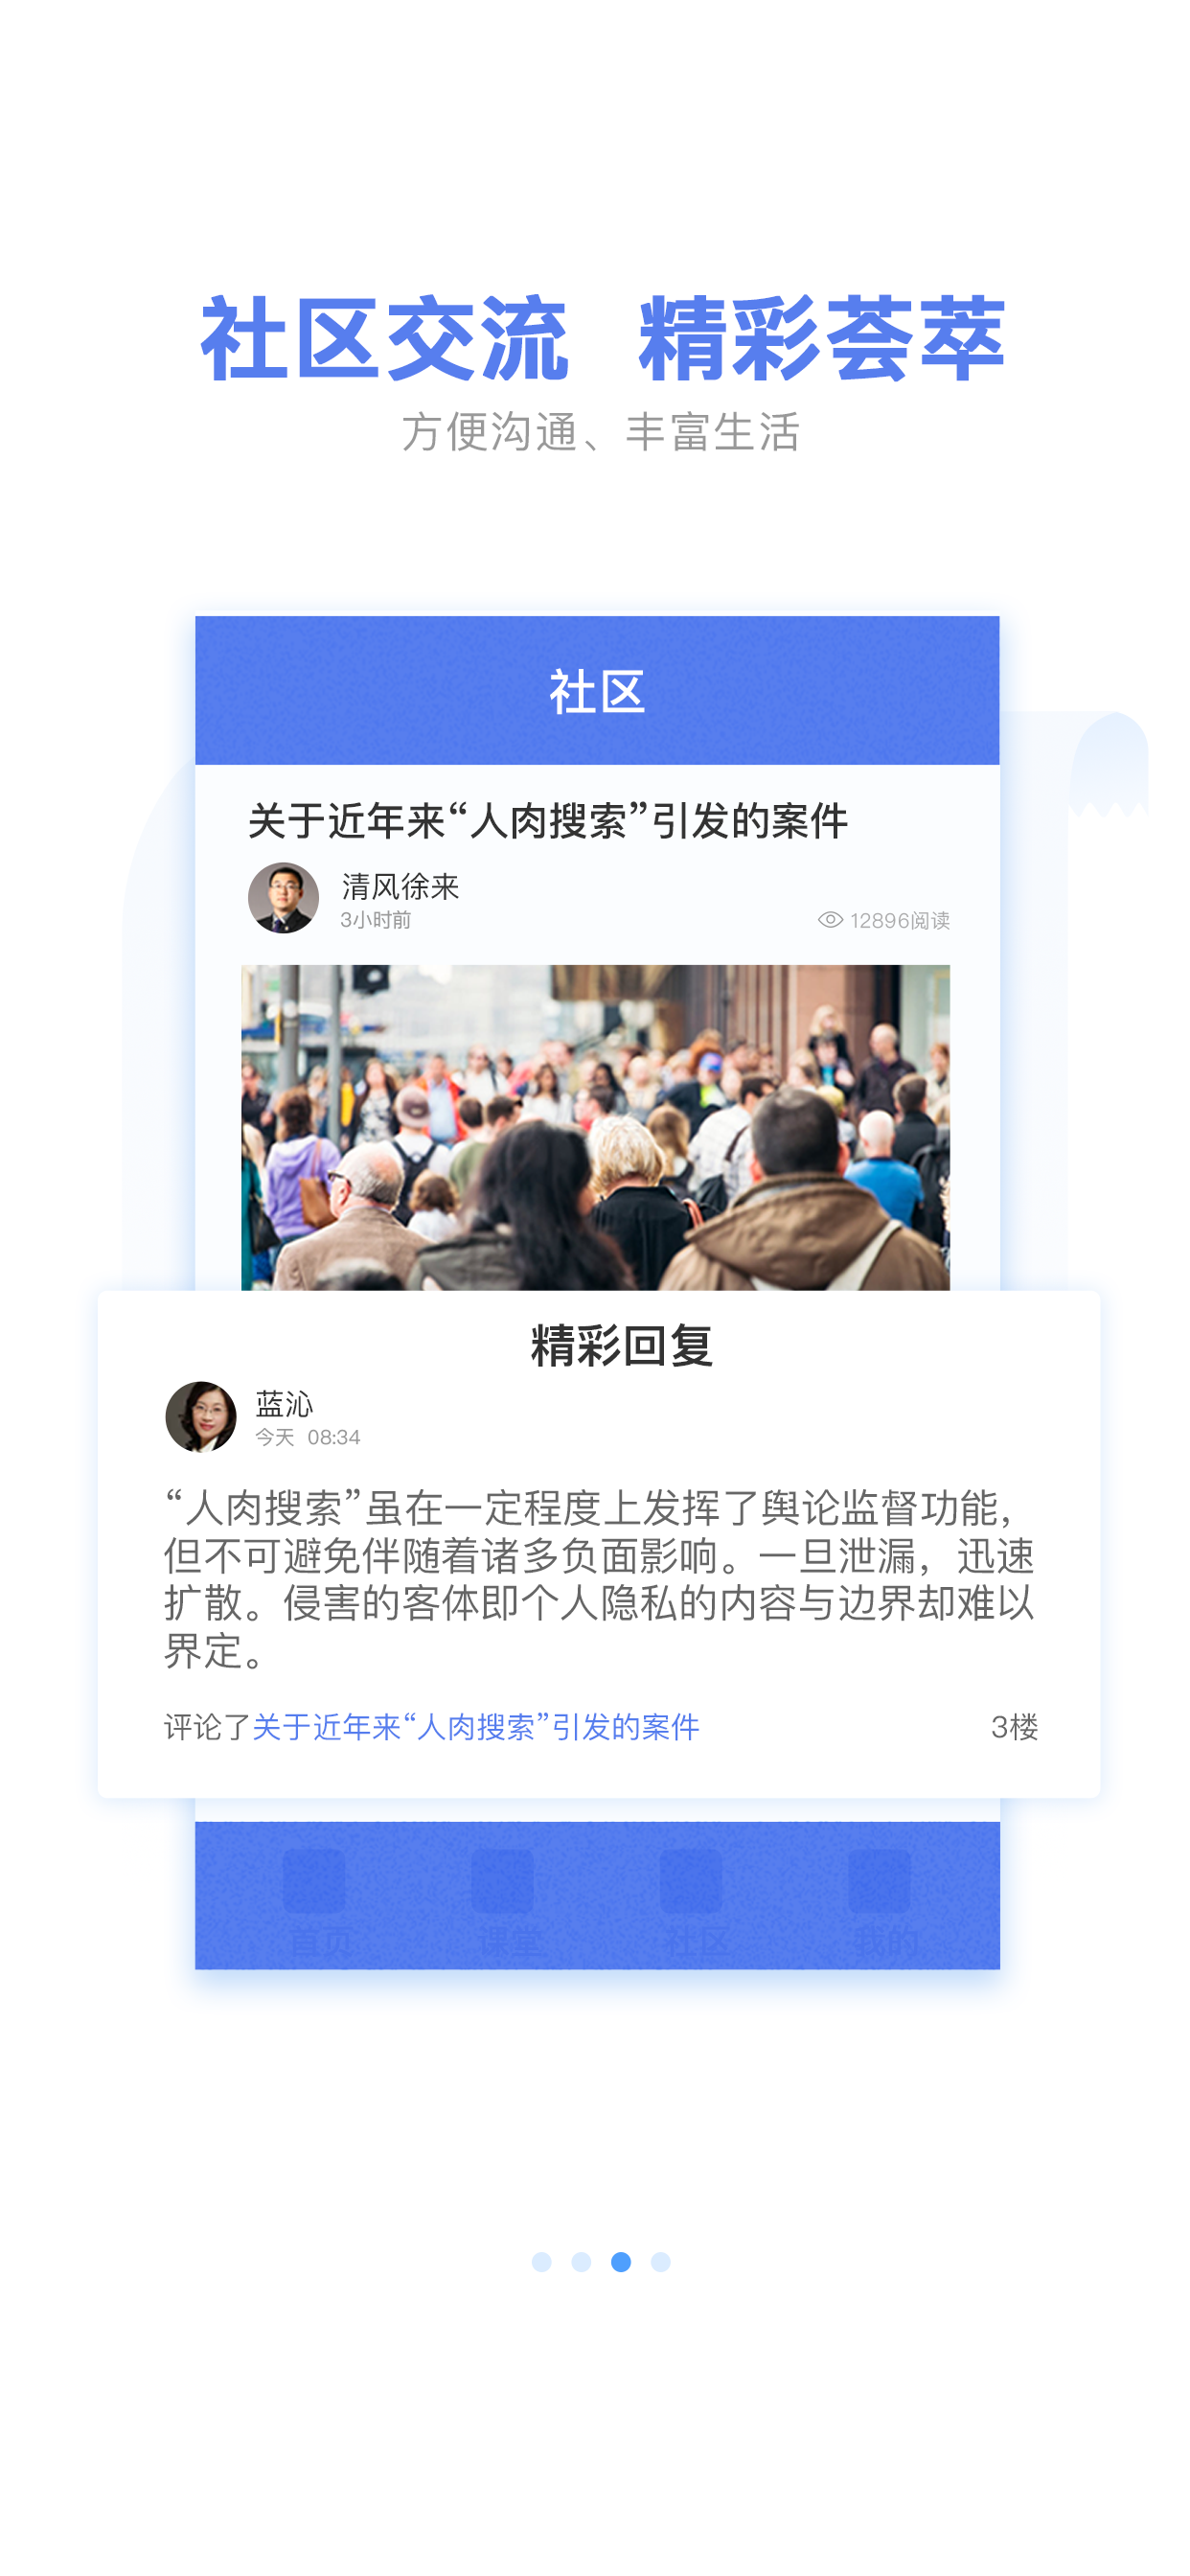 社区交流 精彩荟萃
方便沟通、丰富生活
社区
关于近年来“人肉搜索”引发的案件
清风徐来
3小时前
12896阅读
精彩回复
蓝沁
今天 08:34
“人肉搜索”虽在一定程度上发挥了舆论监督功能，
但不可避免伴随着诸多负面影响。一旦泄漏，迅速
扩散。侵害的客体即个人隐私的内容与边界却难以
界定。
评论了关于近年来“人肉搜索”引发的案件
3楼
首页 课堂 社区 我的